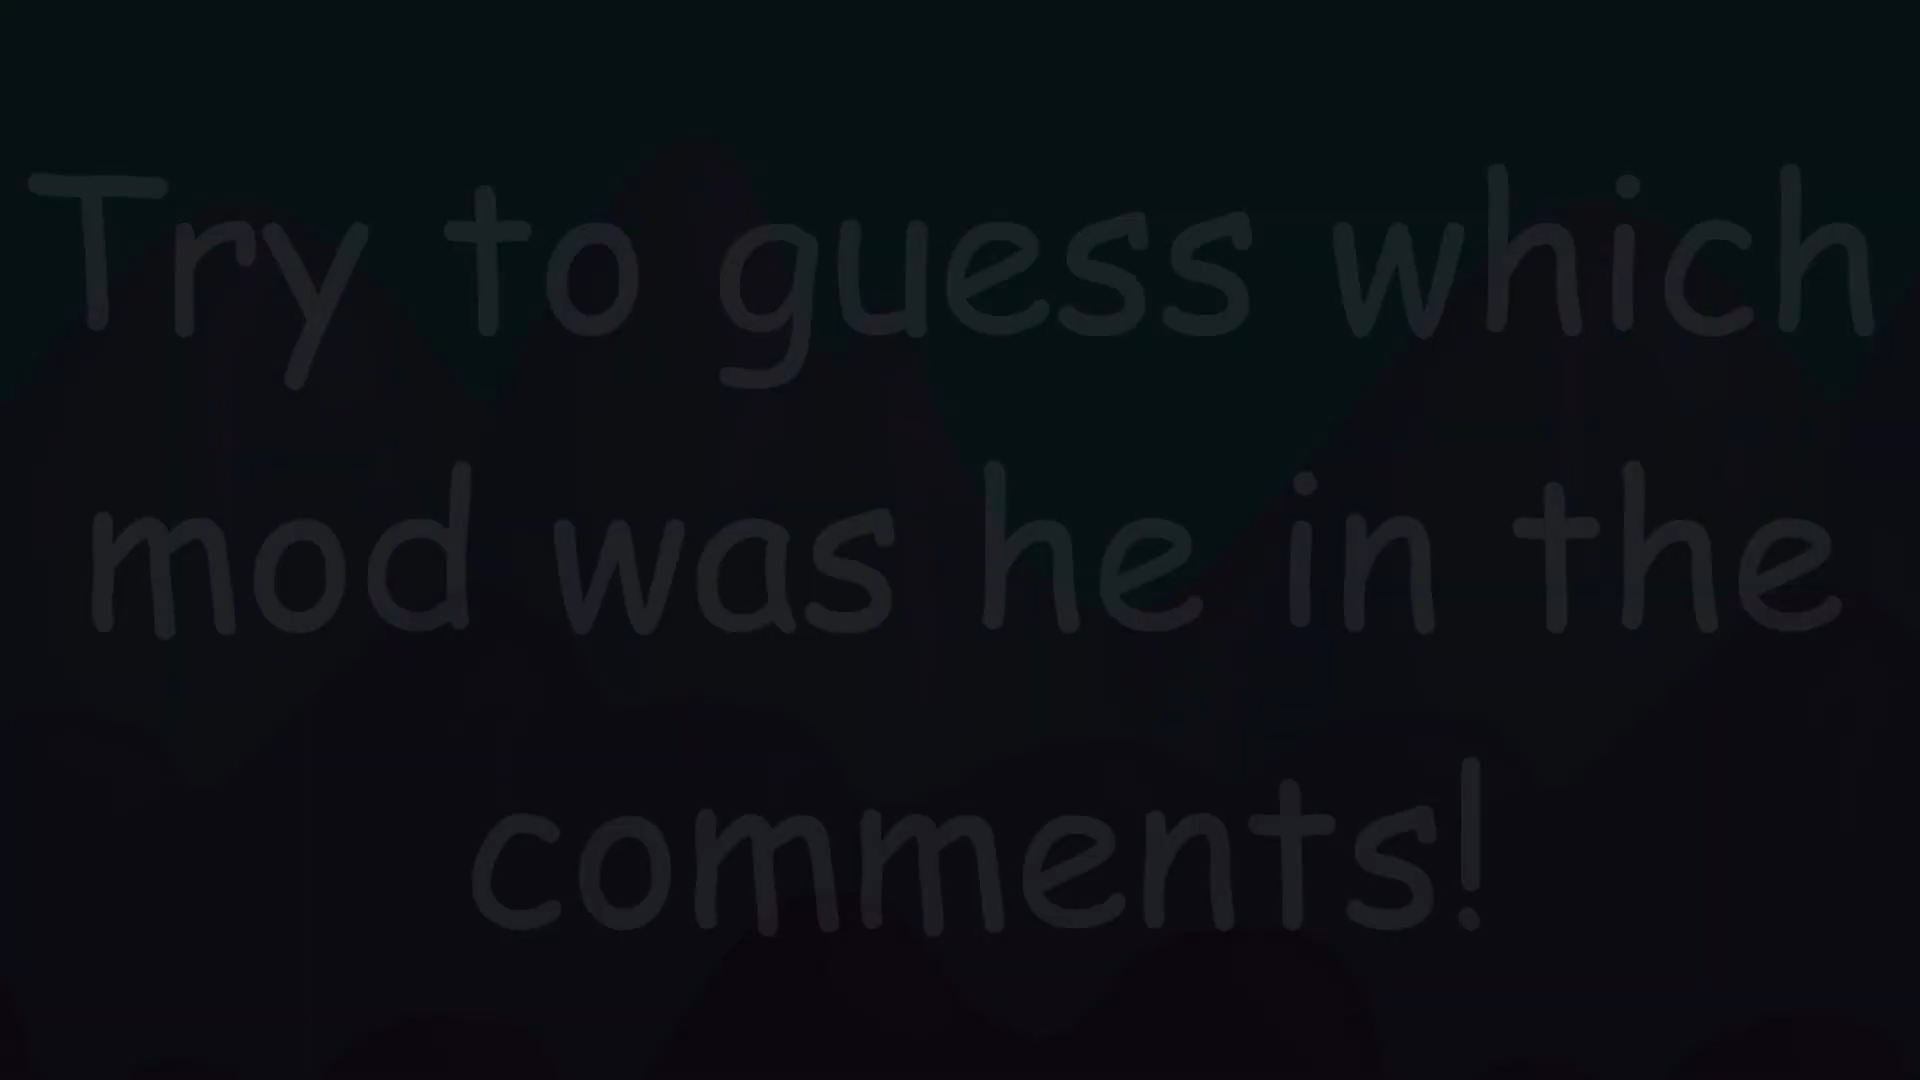 Try to guess which
mod was he in the
comments!